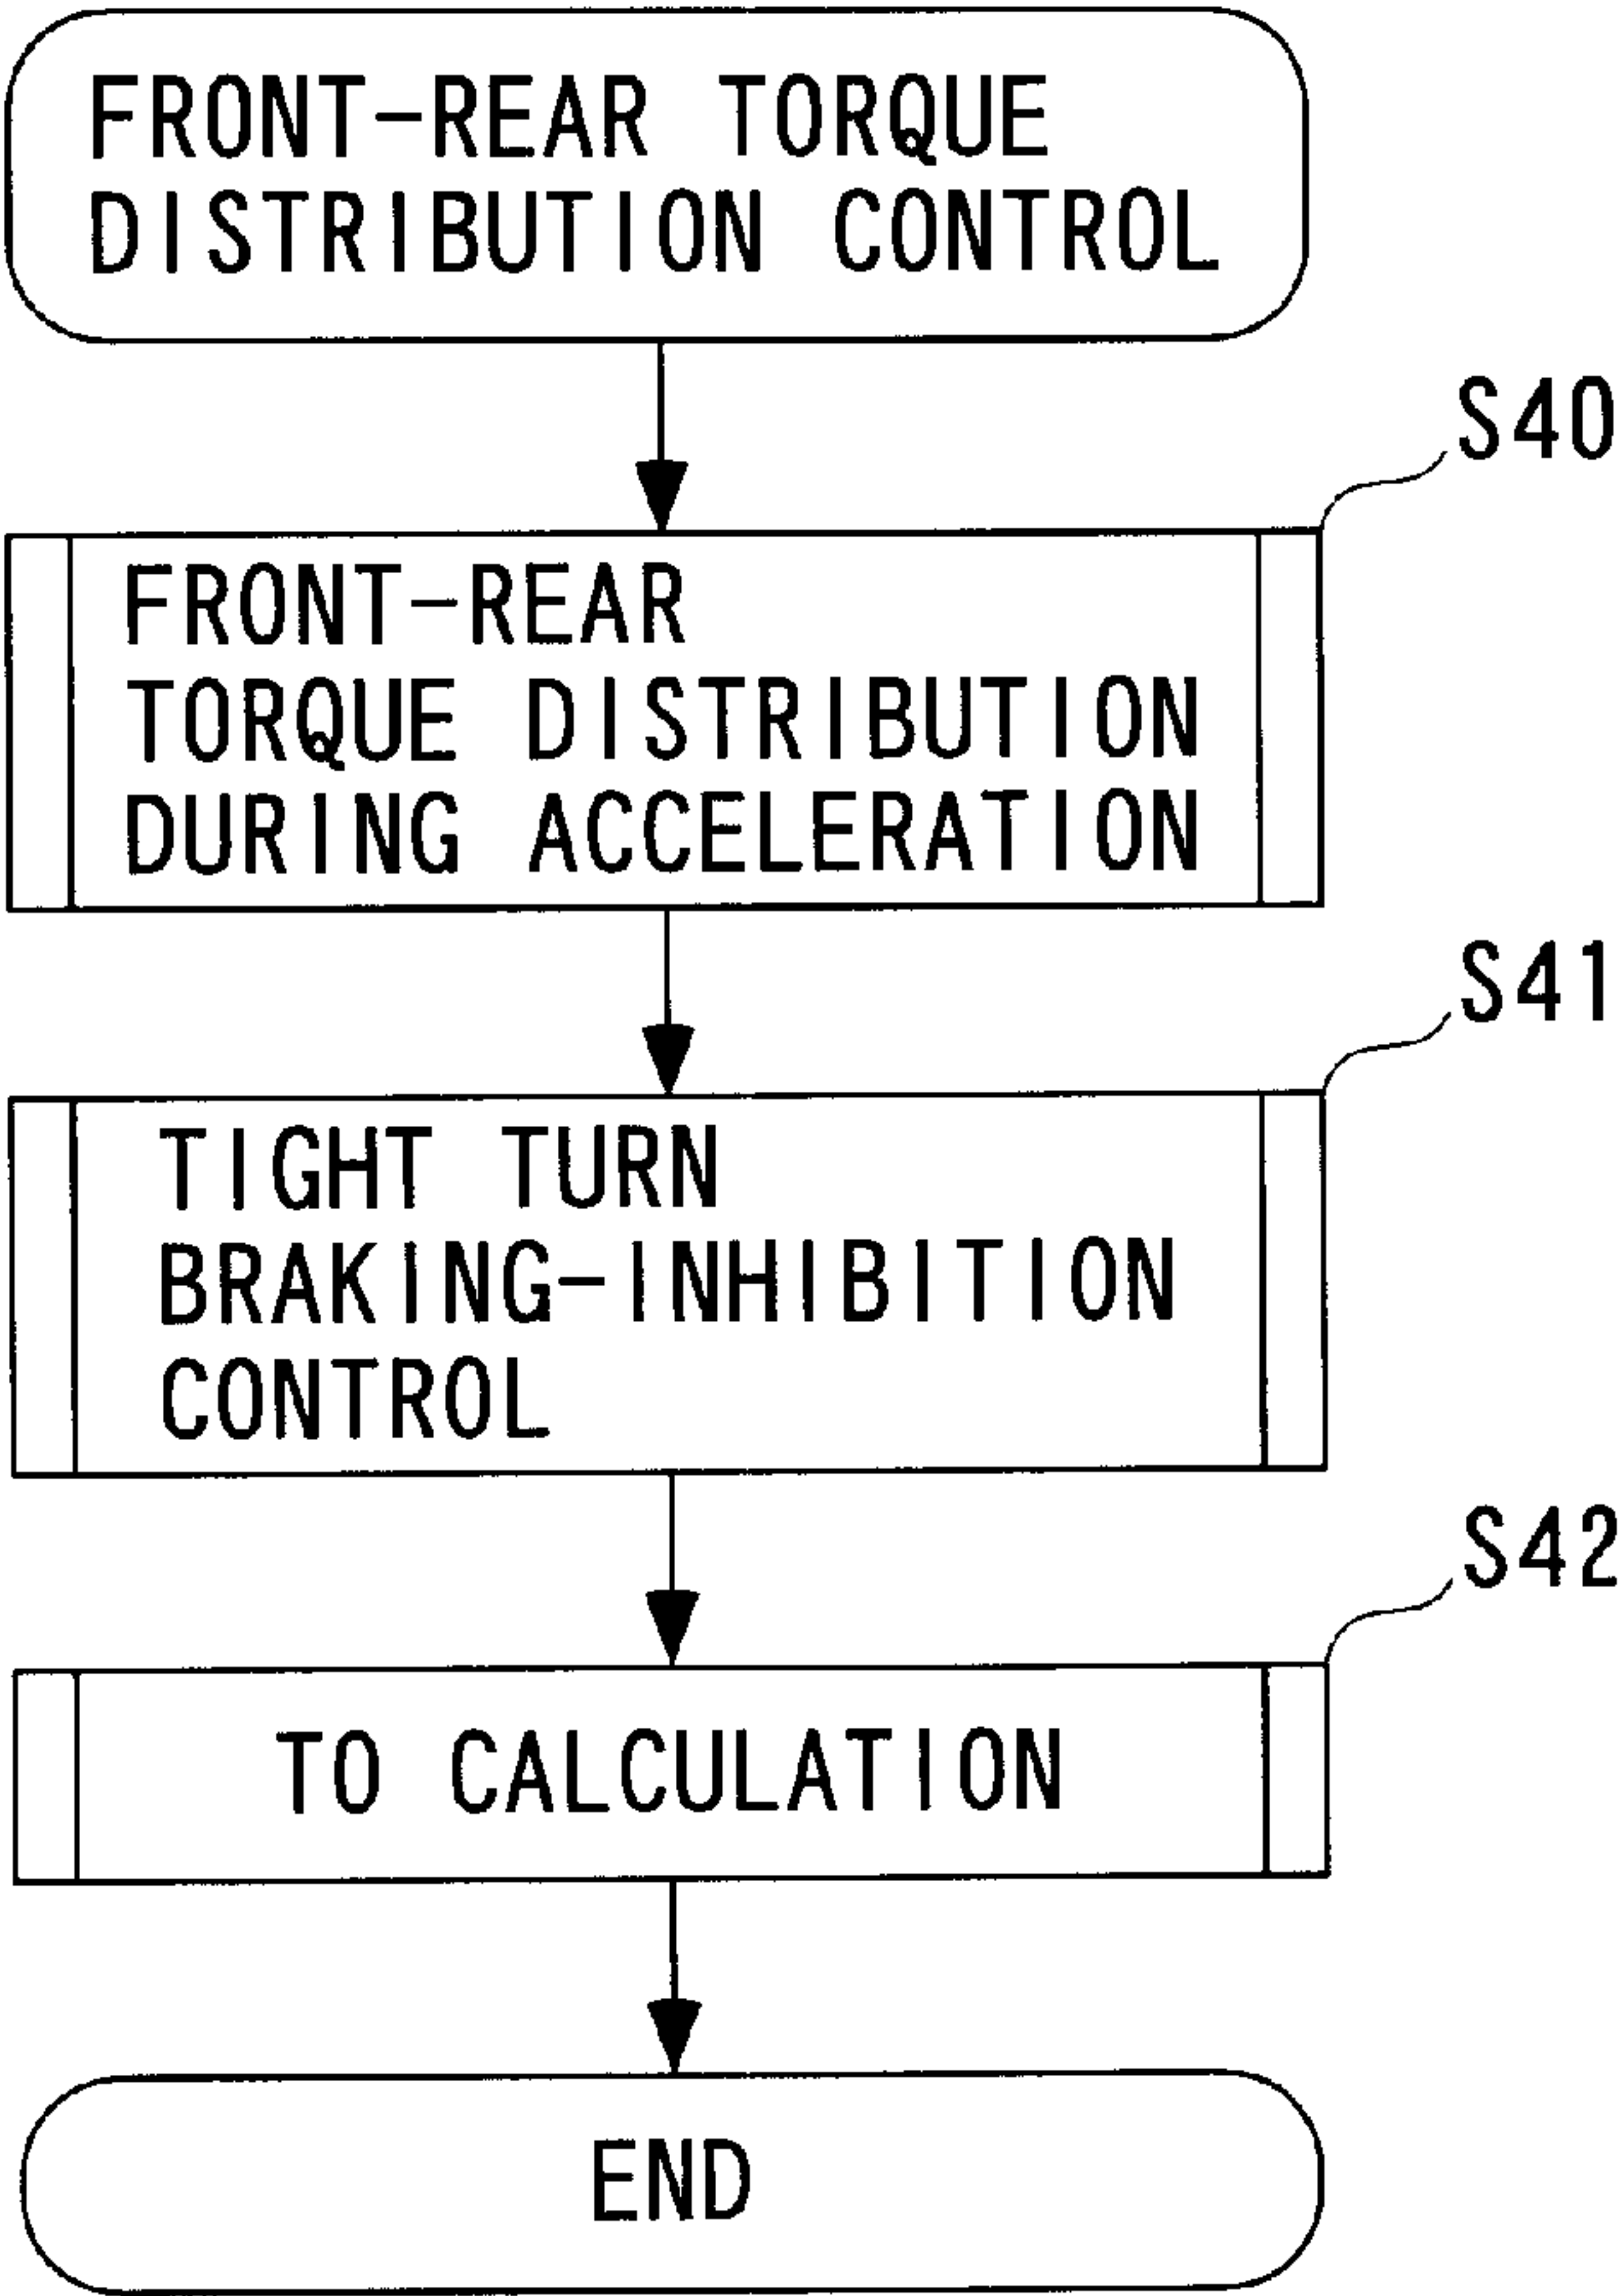 FRONT-REAR TORQUE
DISTRIBUTION CONTROL
S40
FRONT-REAR
TORQUE DISTRIBUTION
DURING ACCELERATION
S41
TIGHT TURN
BRAKING-INHIBITION
CONTROL
S42
TO CALCULATION
END